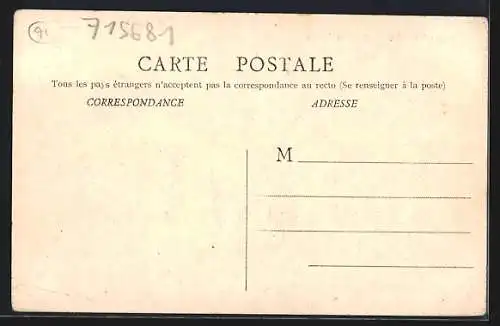 91 715681
CARTE POSTALE
Tous les pays étrangers n'acceptent pas la correspondance au recto (Se renseigner à la poste)
CORRESPONDANCE ADRESSE
M